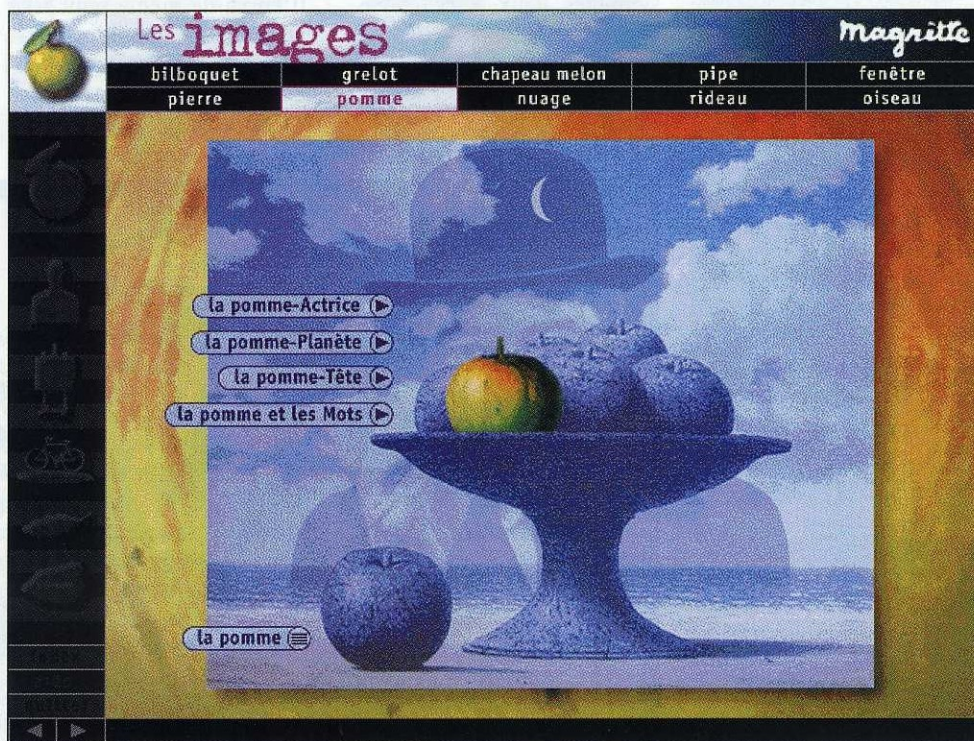 Les images
magritte
bilboquet grelot chapeau melon pipe fenêtre
pierre pomme nuage rideau oiseau
la pomme-Actrice
la pomme-Planète
la pomme-Tête
la pomme et les Mots
la pomme